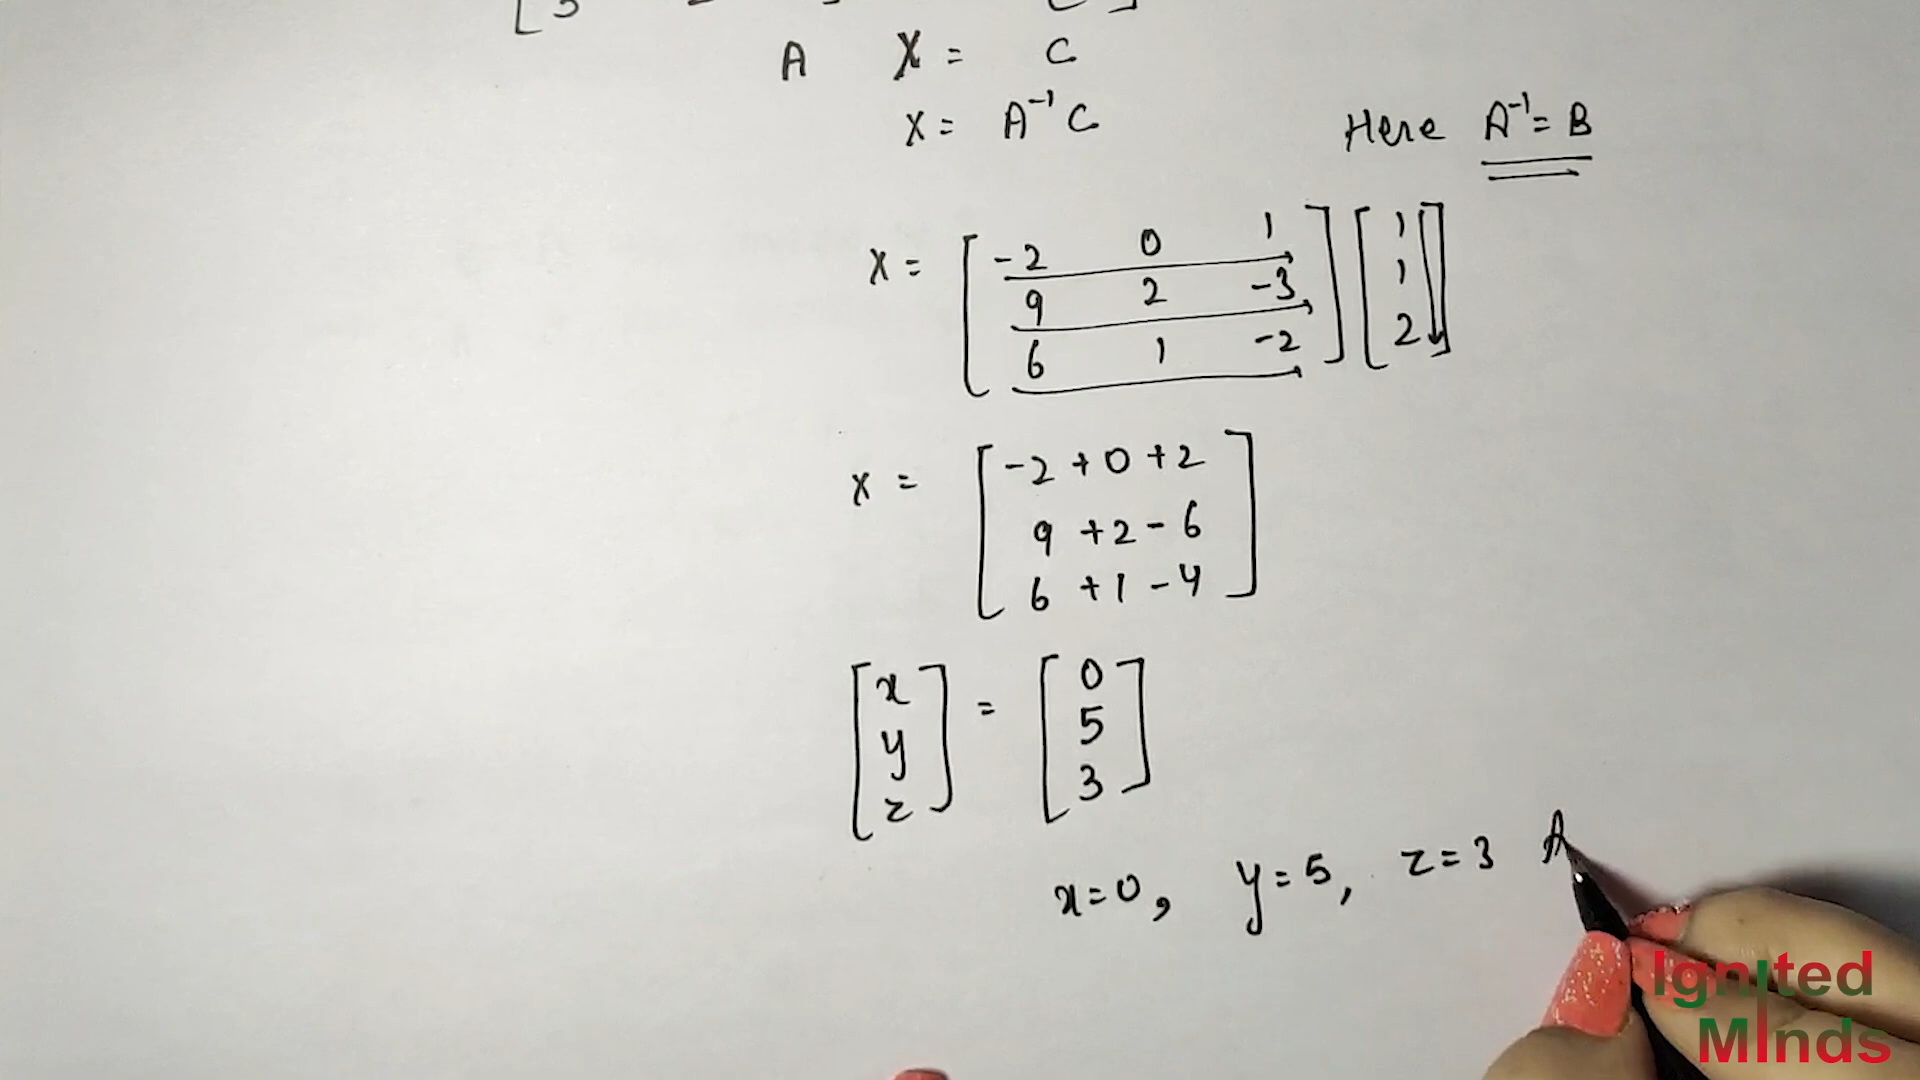 [ 3
A X = C
X = A⁻¹ C
Here A⁻¹ = B
X = [ -2 0 1 ] [ 1 ]
9 2 -3 1
6 1 -2 2
X = [ -2 + 0 + 2 ]
9 + 2 - 6
6 + 1 - 4
[ x ] = [ 0 ]
y 5
z 3
x = 0, y = 5, z = 3 A
Ignited
Minds